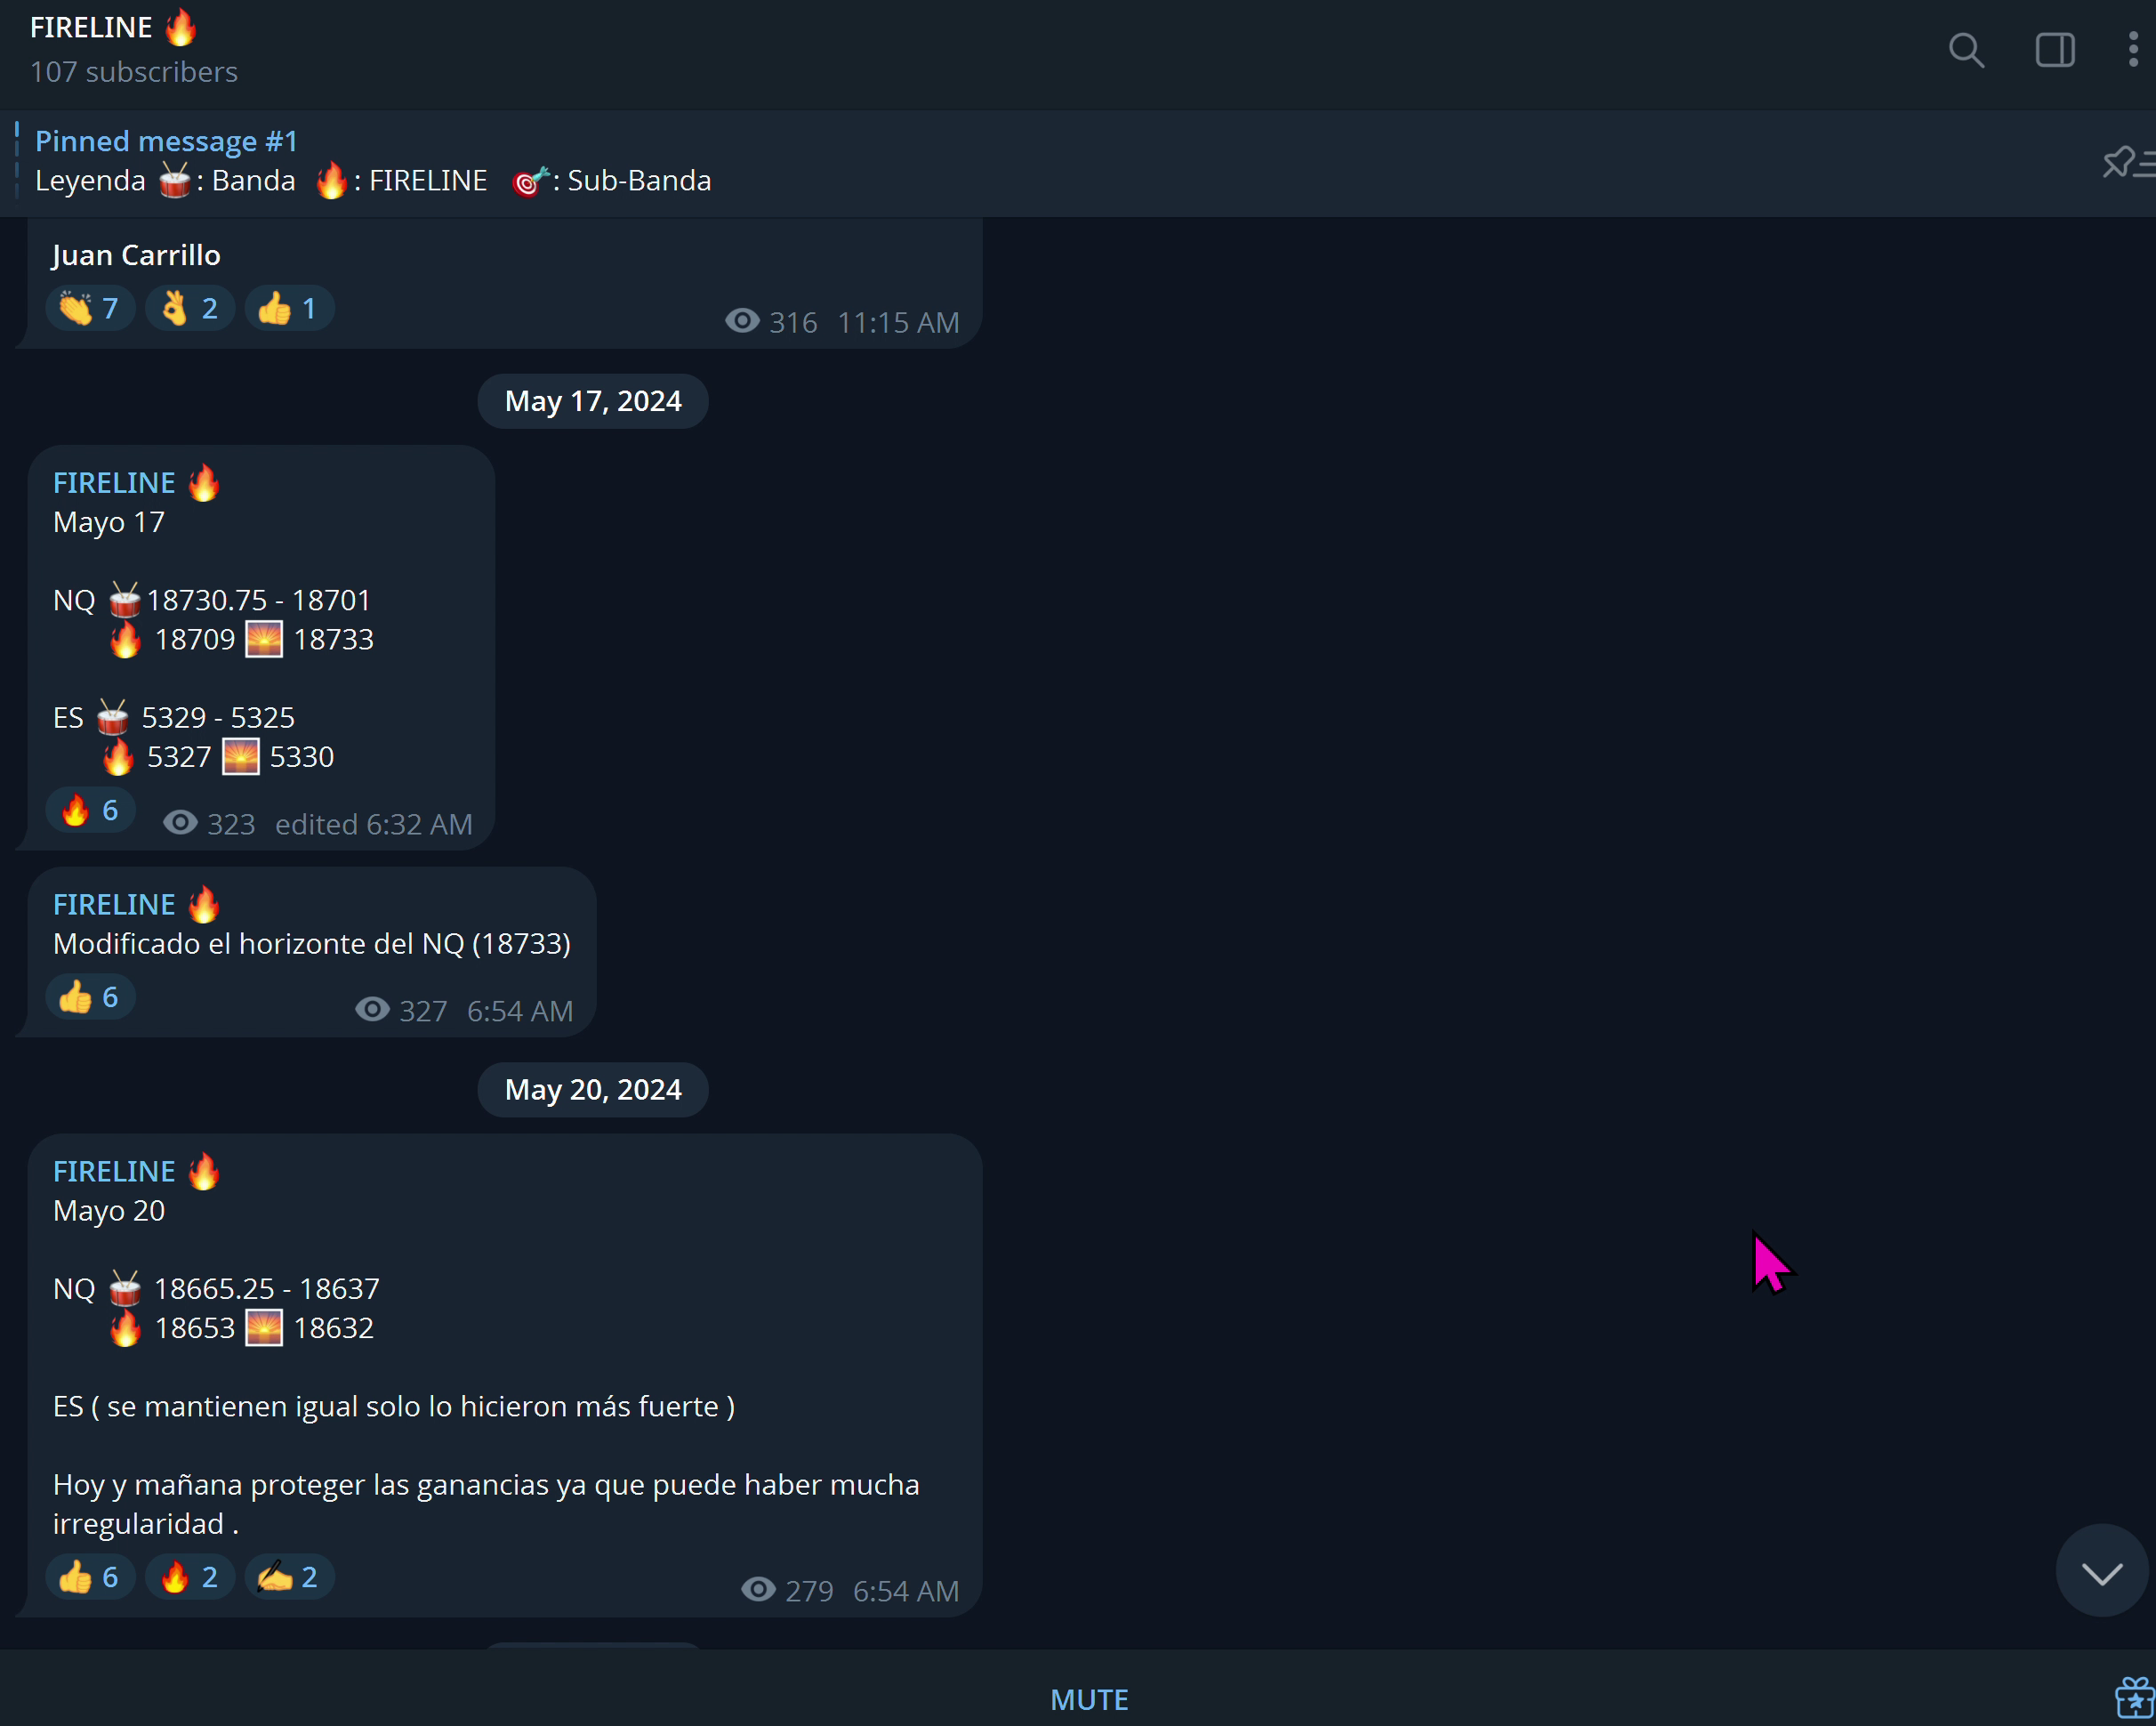 FIRELINE 🔥
107 subscribers
Pinned message #1
Leyenda 🥁: Banda 🔥: FIRELINE 🎯: Sub-Banda
Juan Carrillo
👏 7 👌 2 👍 1 316 11:15 AM
May 17, 2024
FIRELINE 🔥
Mayo 17
NQ 🥁18730.75 - 18701
🔥 18709 🌅 18733
ES 🥁 5329 - 5325
🔥 5327 🌅 5330
🔥 6 323 edited 6:32 AM
FIRELINE 🔥
Modificado el horizonte del NQ (18733)
👍 6 327 6:54 AM
May 20, 2024
FIRELINE 🔥
Mayo 20
NQ 🥁 18665.25 - 18637
🔥 18653 🌅 18632
ES ( se mantienen igual solo lo hicieron más fuerte )
Hoy y mañana proteger las ganancias ya que puede haber mucha
irregularidad .
👍 6 🔥 2 ✍️ 2 279 6:54 AM
MUTE